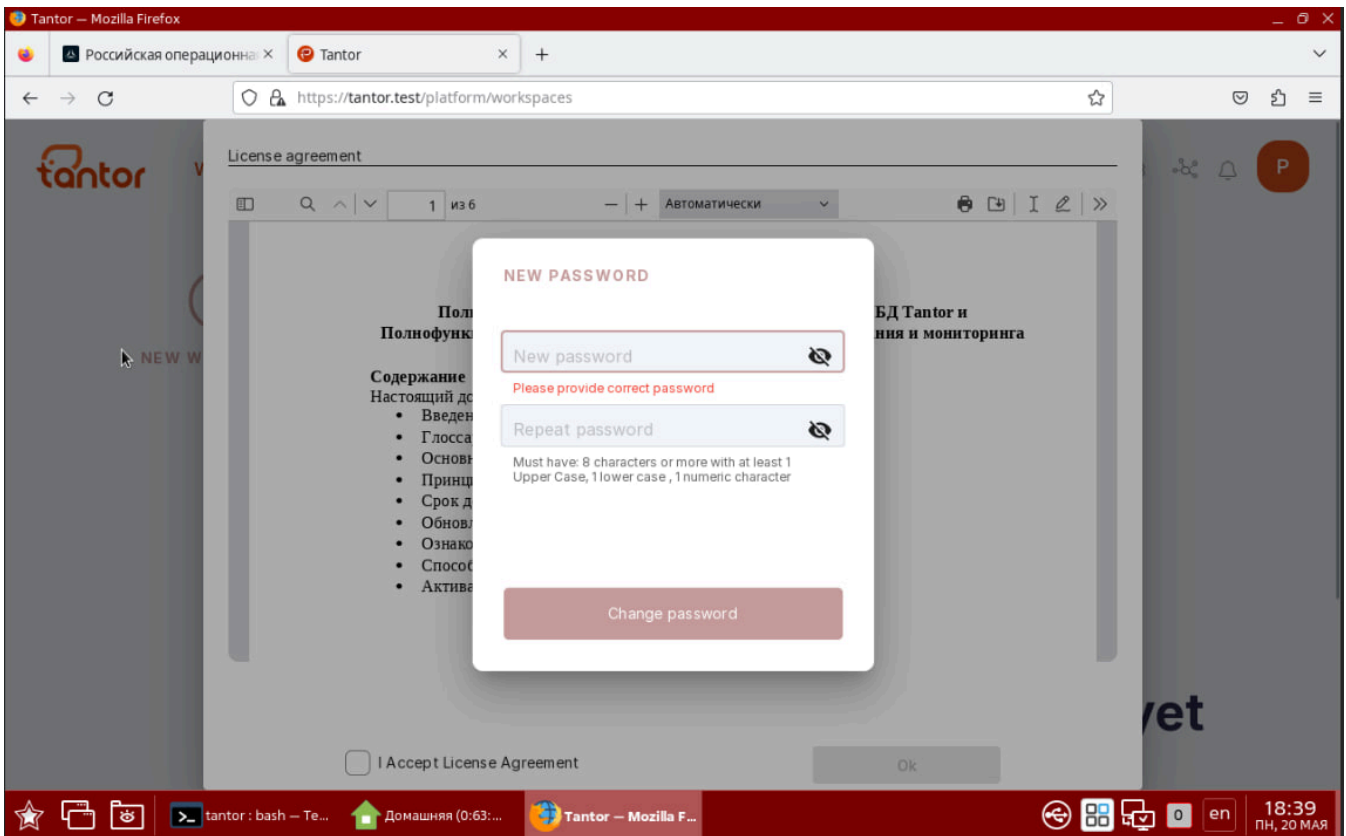 Tantor — Mozilla Firefox
Российская операционна
Tantor
https://tantor.test/platform/workspaces
tantor
License agreement
P
1 из 6
Автоматически
NEW PASSWORD
БД Tantor и
Полнофунк
ния и мониторинга
NEW W
New password
Please provide correct password
Содержание
Настоящий до
Repeat password
Must have: 8 characters or more with at least 1
Upper Case, 1 lower case , 1 numeric character
Основн
Принци
Срок д
Обновл
Ознако
Способ
Актива
Change password
yet
I Accept License Agreement
Ok
tantor : bash — Te...
Домашняя (0:63:...
Tantor — Mozilla F...
0
en
18:39
ПН, 20 МАЯ